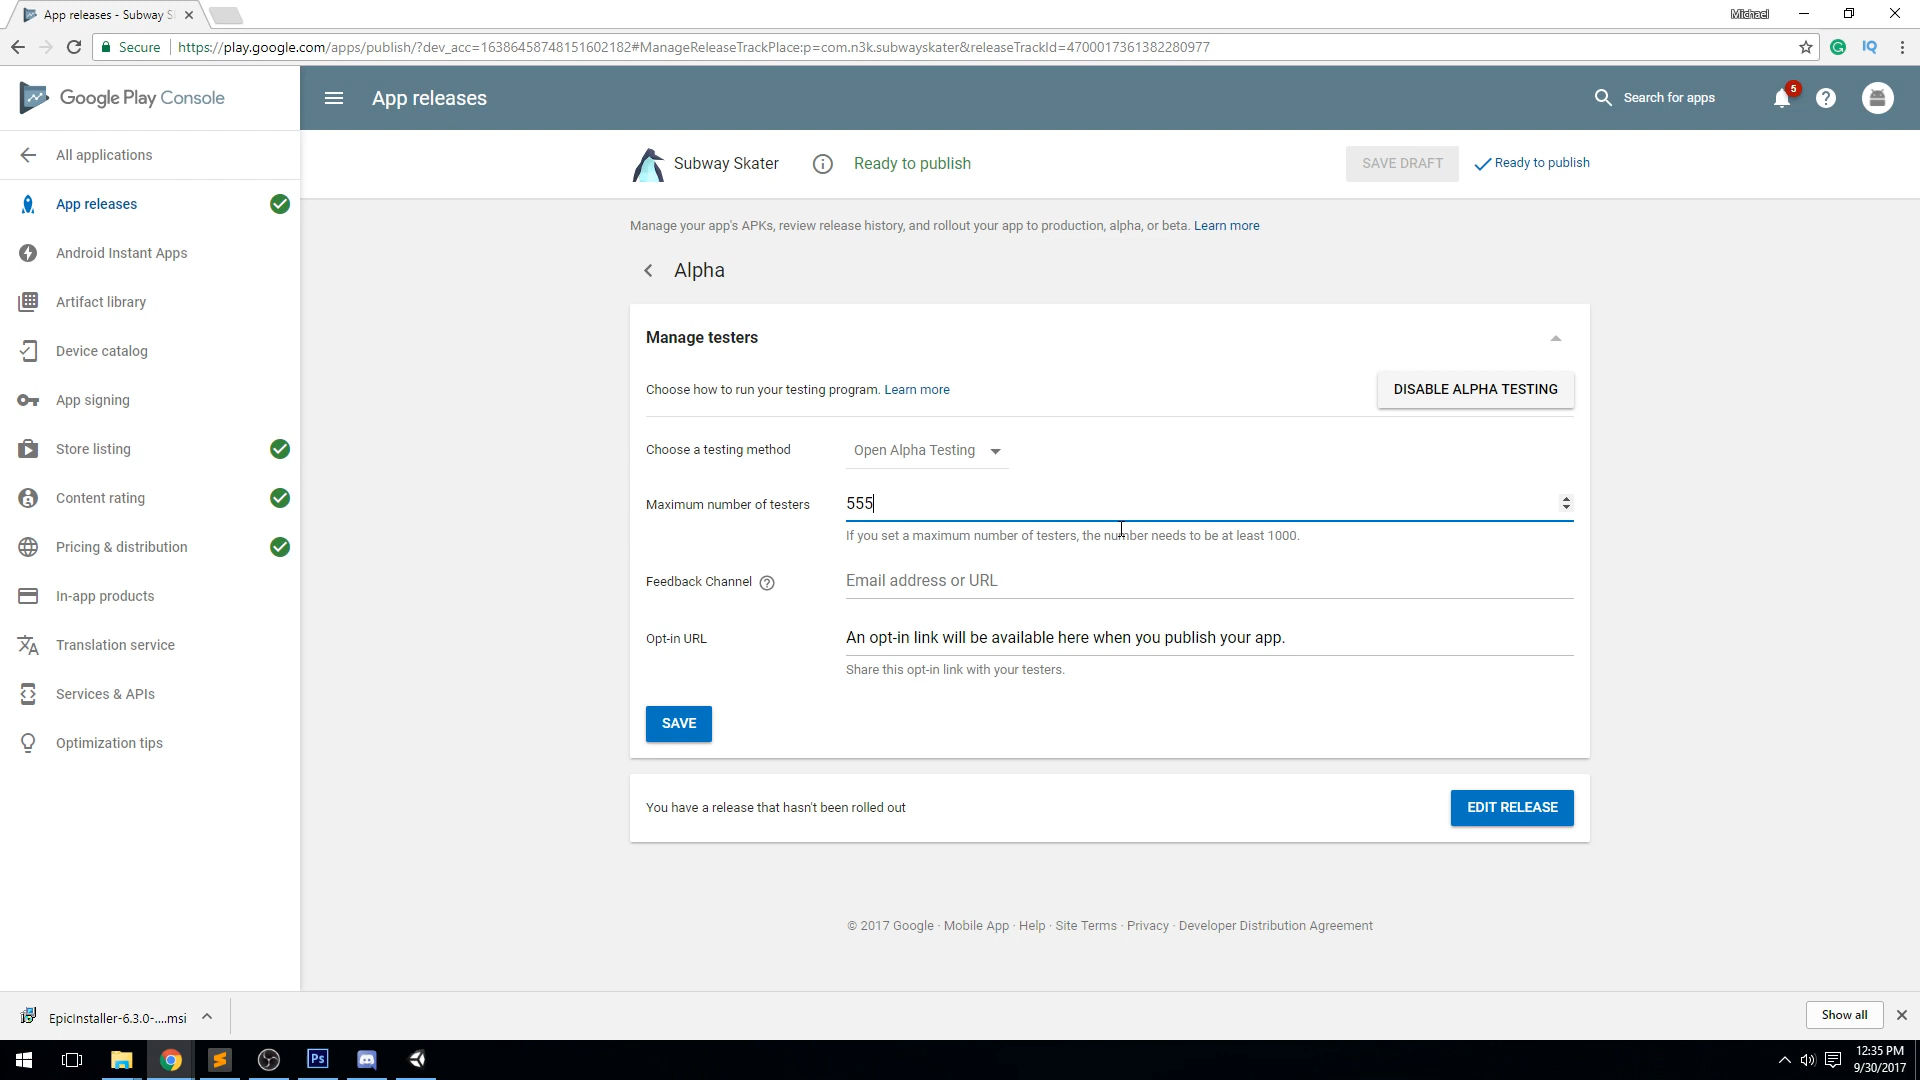 App releases - Subway S
Michael
Secure
https://play.google.com/apps/publish/?dev_acc=16386458748151602182#ManageReleaseTrackPlace:p=com.n3k.subwayskater&releaseTrackId=4700017361382280977
IQ
Google Play Console
App releases
Search for apps
5
All applications
App releases
Android Instant Apps
Artifact library
Device catalog
App signing
Store listing
Content rating
Pricing & distribution
In-app products
Translation service
Services & APIs
Optimization tips
Subway Skater
Ready to publish
SAVE DRAFT
Ready to publish
Manage your app's APKs, review release history, and rollout your app to production, alpha, or beta. Learn more
Alpha
Manage testers
Choose how to run your testing program. Learn more
DISABLE ALPHA TESTING
Choose a testing method
Open Alpha Testing
Maximum number of testers
555
If you set a maximum number of testers, the number needs to be at least 1000.
Feedback Channel
Email address or URL
Opt-in URL
An opt-in link will be available here when you publish your app.
Share this opt-in link with your testers.
SAVE
You have a release that hasn't been rolled out
EDIT RELEASE
© 2017 Google · Mobile App · Help · Site Terms · Privacy · Developer Distribution Agreement
EpicInstaller-6.3.0-....msi
Show all
Ps
12:35 PM
9/30/2017